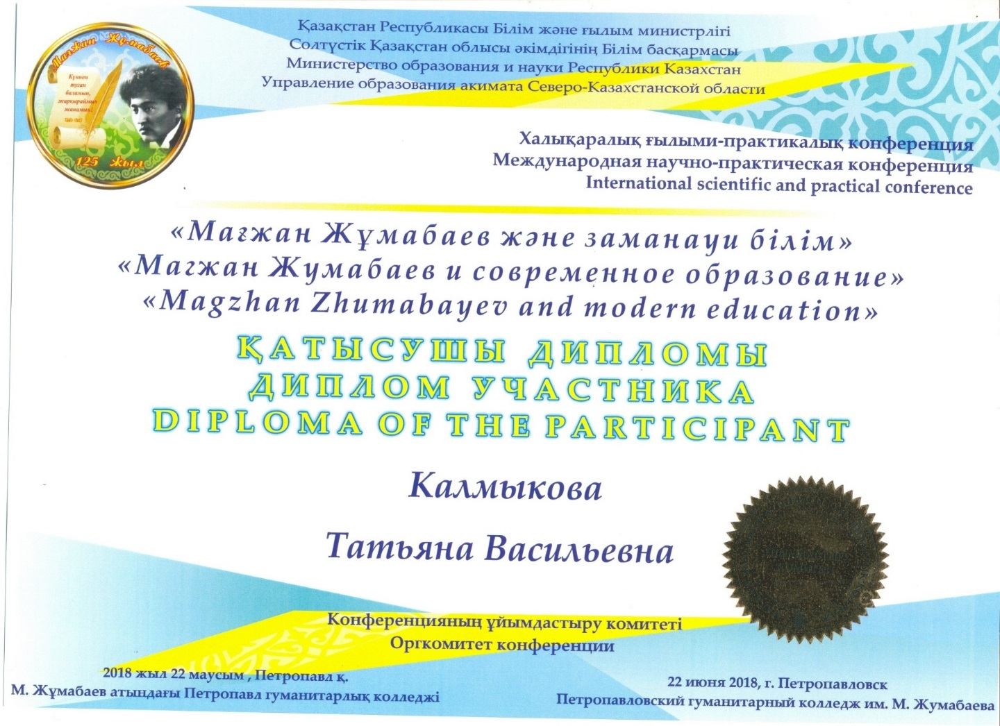 Қазақстан Республикасы Білім және ғылым министрлігі
Солтүстік Қазақстан облысы әкімдігінің Білім басқармасы
Министерство образования и науки Республики Казахстан
Управление образования акимата Северо-Казахстанской области
Мағжан Жұмабаев
Күннен
туған
баламын,
жарқыраймын
жанамын!
125 жыл
Халықаралық ғылыми-практикалық конференция
Международная научно-практическая конференция
International scientific and practical conference
«Мағжан Жұмабаев және заманауи білім»
«Магжан Жумабаев и современное образование»
«Magzhan Zhumabayev and modern education»
ҚАТЫСУШЫ ДИПЛОМЫ
ДИПЛОМ УЧАСТНИКА
DIPLOMA OF THE PARTICIPANT
Калмыкова
Татьяна Васильевна
Конференцияның ұйымдастыру комитеті
Оргкомитет конференции
2018 жыл 22 маусым , Петропавл қ.
М. Жұмабаев атындағы Петропавл гуманитарлық колледжі
22 июня 2018, г. Петропавловск
Петропавловский гуманитарный колледж им. М. Жумабаева